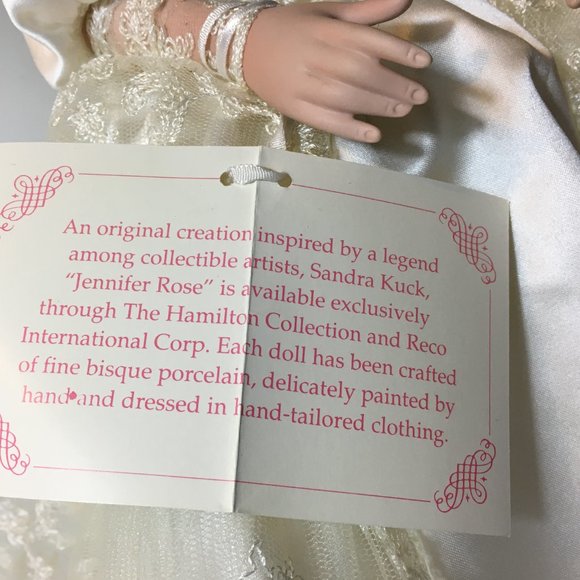 An original creation inspired by a legend
among collectible artists, Sandra Kuck,
“Jennifer Rose” is available exclusively
through The Hamilton Collection and Reco
International Corp. Each doll has been crafted
of fine bisque porcelain, delicately painted by
hand and dressed in hand-tailored clothing.